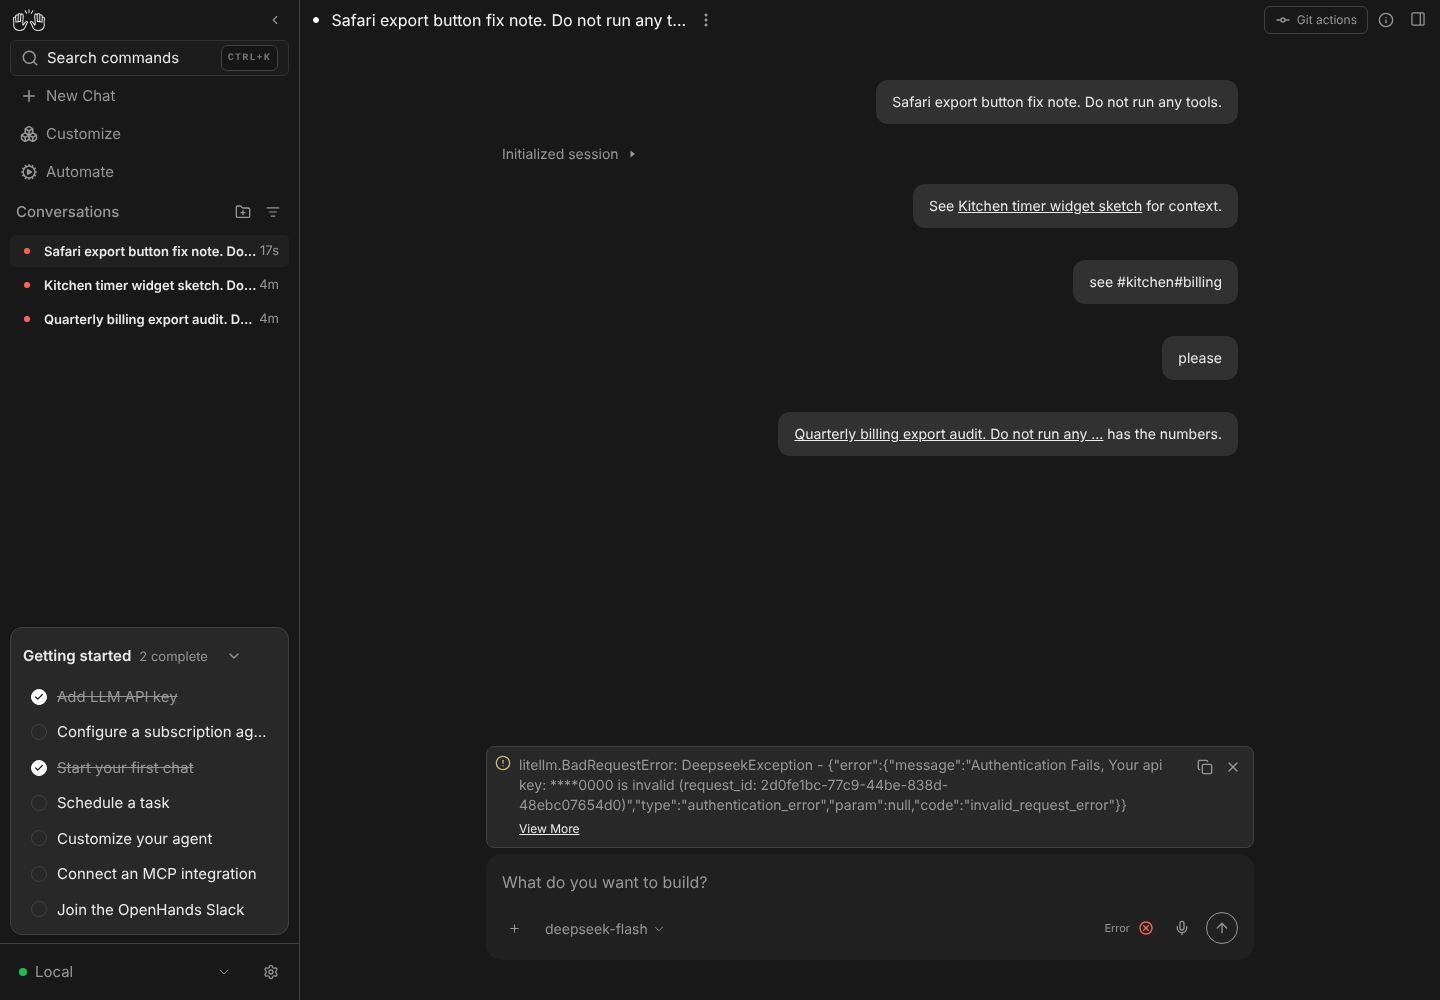 Search commands
CTRL+K
New Chat
Customize
Automate
Conversations
Safari export button fix note. Do... 17s
Kitchen timer widget sketch. Do... 4m
Quarterly billing export audit. D... 4m
Getting started 2 complete
Add LLM API key
Configure a subscription ag...
Start your first chat
Schedule a task
Customize your agent
Connect an MCP integration
Join the OpenHands Slack
Local
Safari export button fix note. Do not run any t...
Git actions
Safari export button fix note. Do not run any tools.
Initialized session
See Kitchen timer widget sketch for context.
see #kitchen#billing
please
Quarterly billing export audit. Do not run any ... has the numbers.
litellm.BadRequestError: DeepseekException - {"error":{"message":"Authentication Fails, Your api
key: ****0000 is invalid (request_id: 2d0fe1bc-77c9-44be-838d-
48ebc07654d0)","type":"authentication_error","param":null,"code":"invalid_request_error"}}
View More
What do you want to build?
deepseek-flash
Error